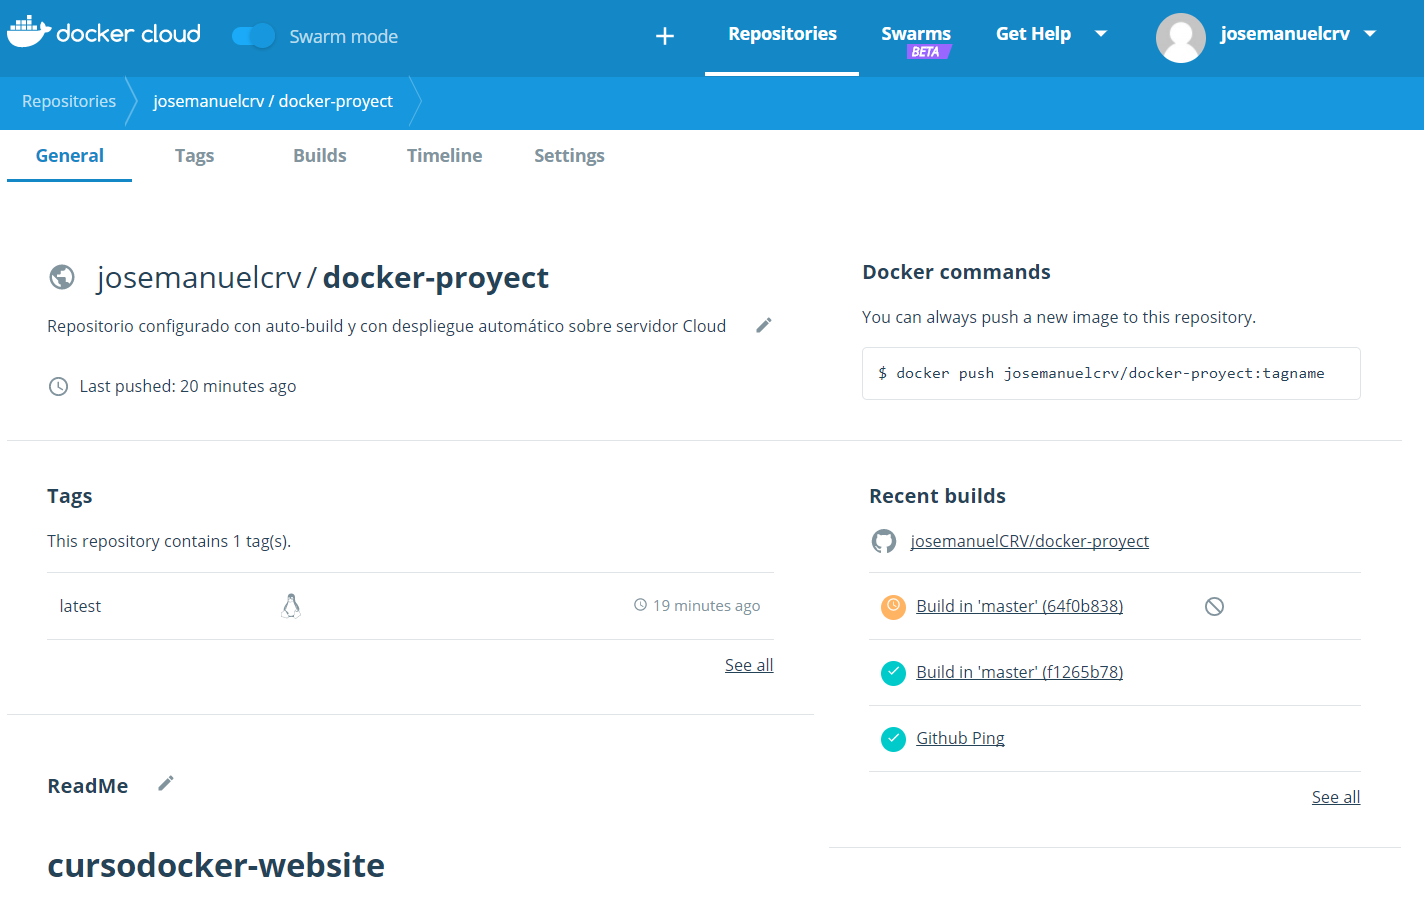 docker cloud
Swarm mode
Repositories
Swarms
BETA
Get Help
josemanuelcrv
Repositories
josemanuelcrv / docker-proyect
General
Tags
Builds
Timeline
Settings
josemanuelcrv / docker-proyect
Repositorio configurado con auto-build y con despliegue automático sobre servidor Cloud
Last pushed: 20 minutes ago
Docker commands
You can always push a new image to this repository.
$ docker push josemanuelcrv/docker-proyect:tagname
Tags
This repository contains 1 tag(s).
latest
19 minutes ago
See all
Recent builds
josemanuelCRV/docker-proyect
Build in 'master' (64f0b838)
Build in 'master' (f1265b78)
Github Ping
See all
ReadMe
cursodocker-website